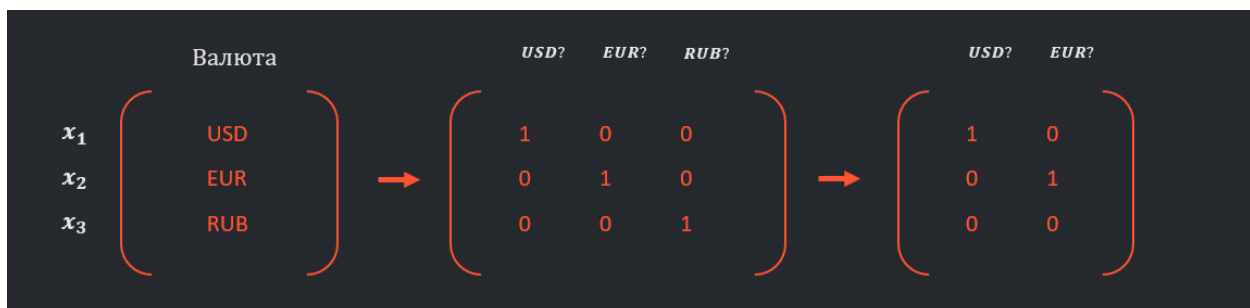 Валюта USD? EUR? RUB? USD? EUR?
x₁ USD 1 0 0 1 0
x₂ EUR 0 1 0 0 1
x₃ RUB 0 0 1 0 0